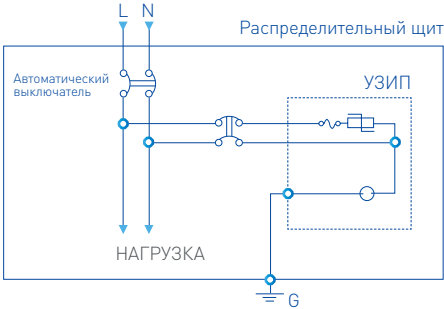 L N
Распределительный щит
Автоматический
выключатель
УЗИП
НАГРУЗКА
G